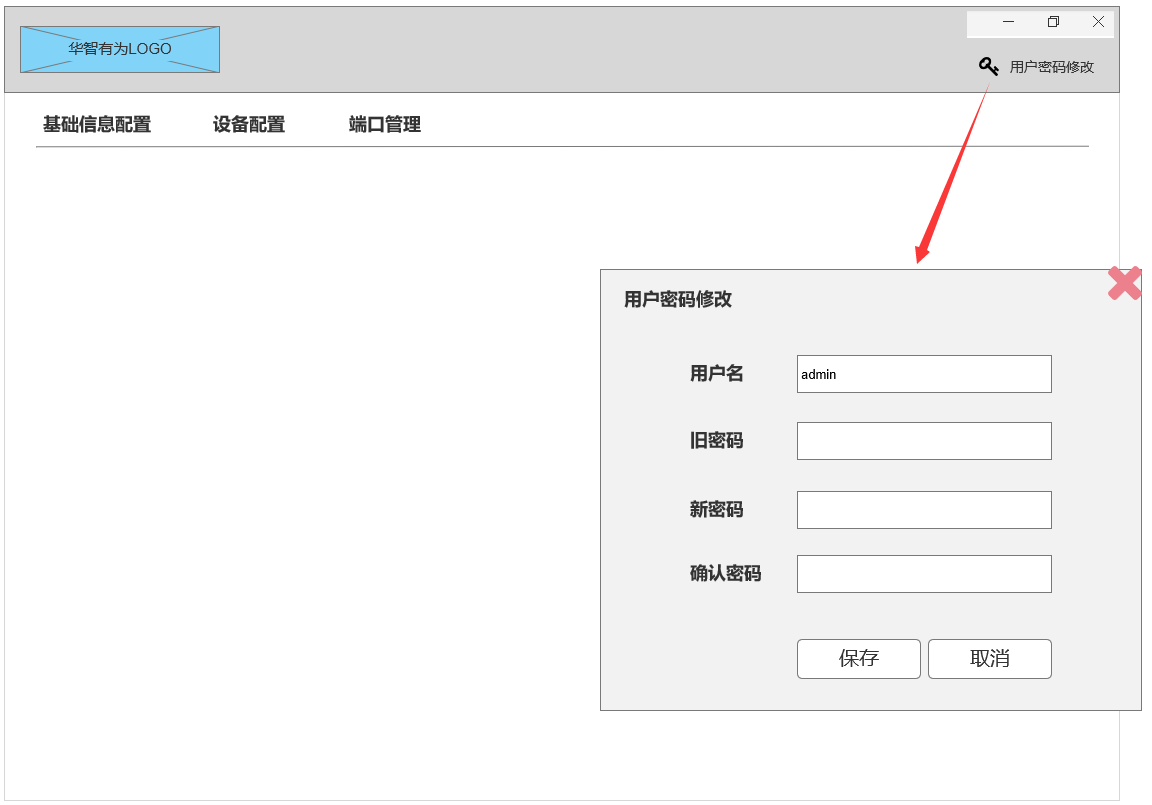 华智有为LOGO
用户密码修改
基础信息配置 设备配置 端口管理
用户密码修改
用户名 admin
旧密码
新密码
确认密码
保存 取消